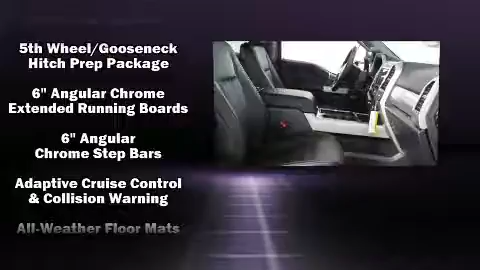 5th Wheel/Gooseneck
Hitch Prep Package
6" Angular Chrome
Extended Running Boards
6" Angular
Chrome Step Bars
Adaptive Cruise Control
& Collision Warning
All-Weather Floor Mats